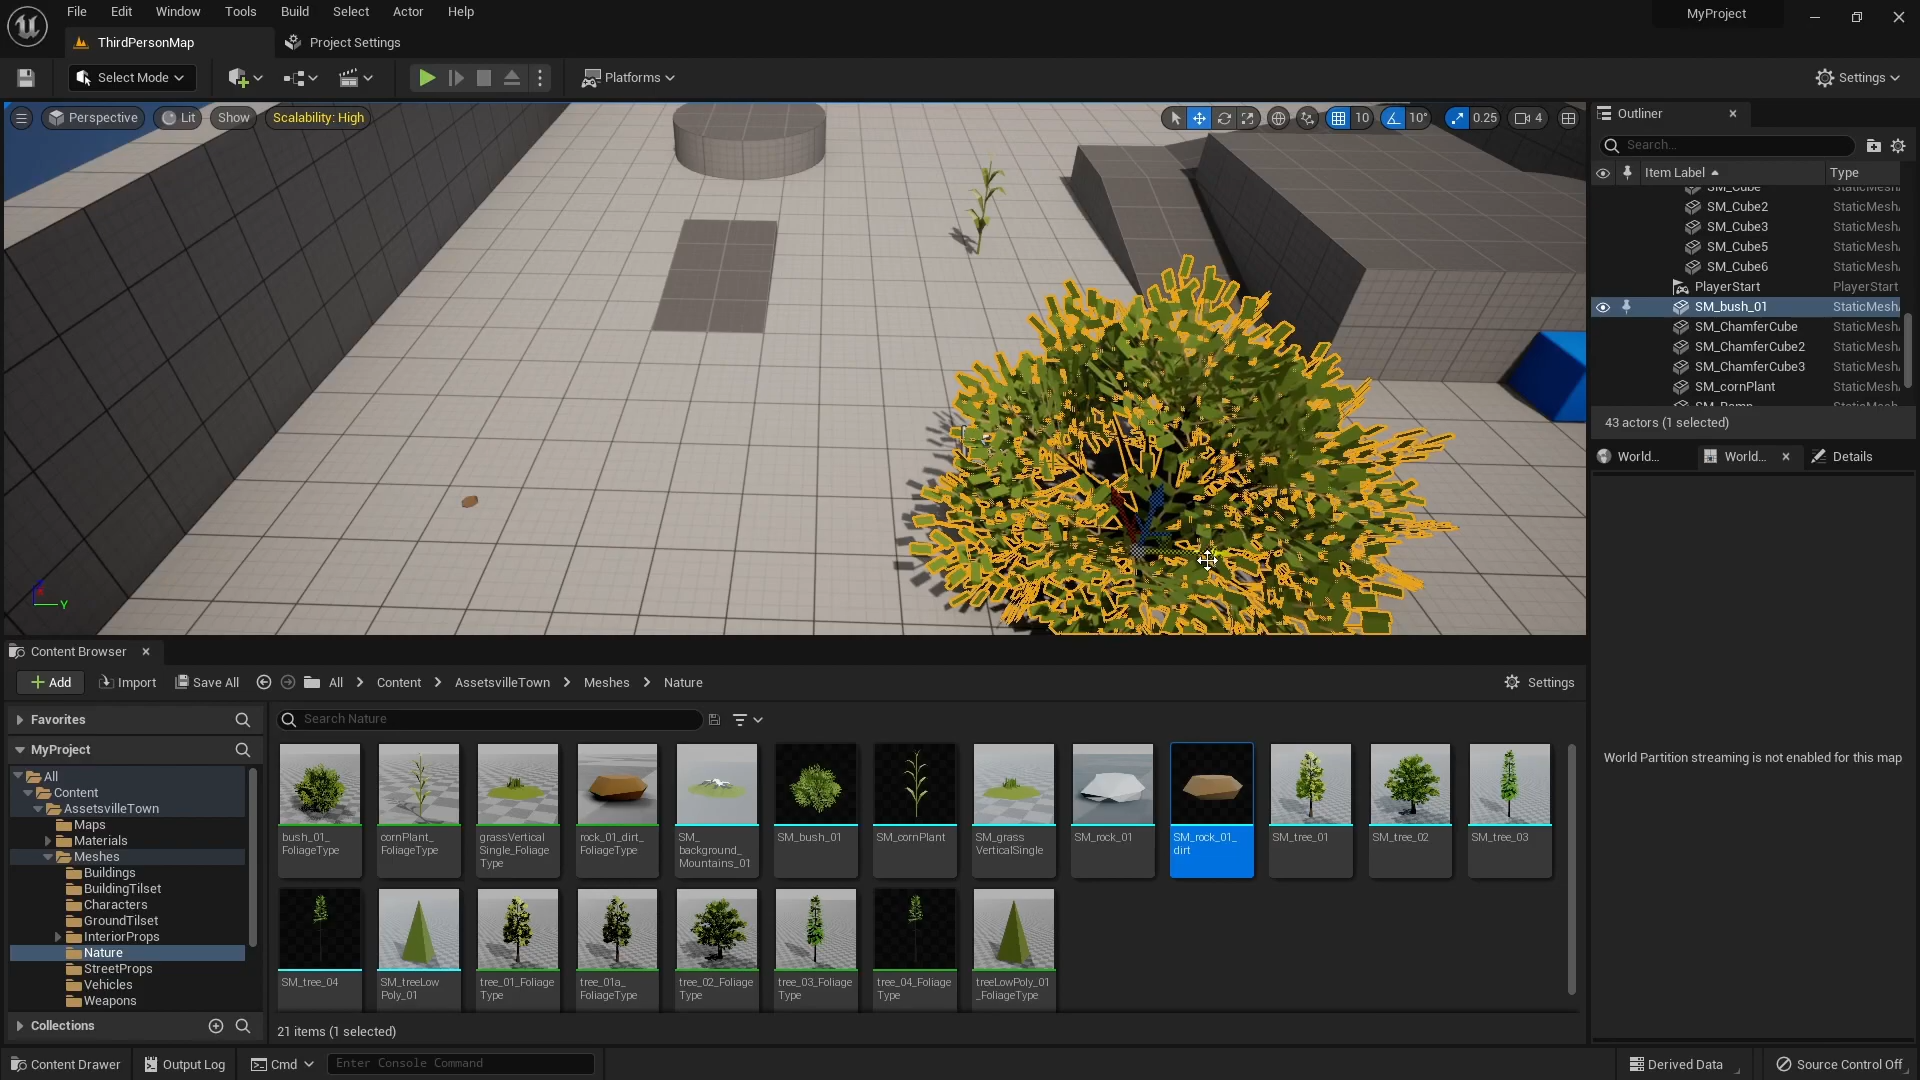 File Edit Window Tools Build Select Actor Help
MyProject
ThirdPersonMap
Project Settings
Select Mode
Platforms
Settings
Perspective
Lit
Show
Scalability: High
10
10°
0.25
4
Outliner
Search...
Item Label
Type
SM_Cube
SM_Cube2 StaticMesh
SM_Cube3 StaticMesh
SM_Cube5 StaticMesh
SM_Cube6 StaticMesh
PlayerStart PlayerStart
SM_bush_01 StaticMesh
SM_ChamferCube StaticMesh
SM_ChamferCube2 StaticMesh
SM_ChamferCube3 StaticMesh
SM_cornPlant StaticMesh
SM_Ramp
43 actors (1 selected)
World...
World...
Details
World Partition streaming is not enabled for this map
Y
Content Browser
Add
Import
Save All
All > Content > AssetsvilleTown > Meshes > Nature
Settings
Favorites
Search Nature
MyProject
All
Content
AssetsvilleTown
Maps
Materials
Meshes
Buildings
BuildingTilset
Characters
GroundTilset
InteriorProps
Nature
StreetProps
Vehicles
Weapons
Collections
bush_01_
FoliageType
cornPlant_
FoliageType
grassVertical
Single_Foliage
Type
rock_01_dirt_
FoliageType
SM_
background_
Mountains_01
SM_bush_01
SM_cornPlant
SM_grass
VerticalSingle
SM_rock_01
SM_rock_01_
dirt
SM_tree_01
SM_tree_02
SM_tree_03
SM_tree_04
SM_treeLow
Poly_01
tree_01_Foliage
Type
tree_01a_
FoliageType
tree_02_Foliage
Type
tree_03_Foliage
Type
tree_04_Foliage
Type
treeLowPoly_01
_FoliageType
21 items (1 selected)
Content Drawer
Output Log
Cmd
Enter Console Command
Derived Data
Source Control Off